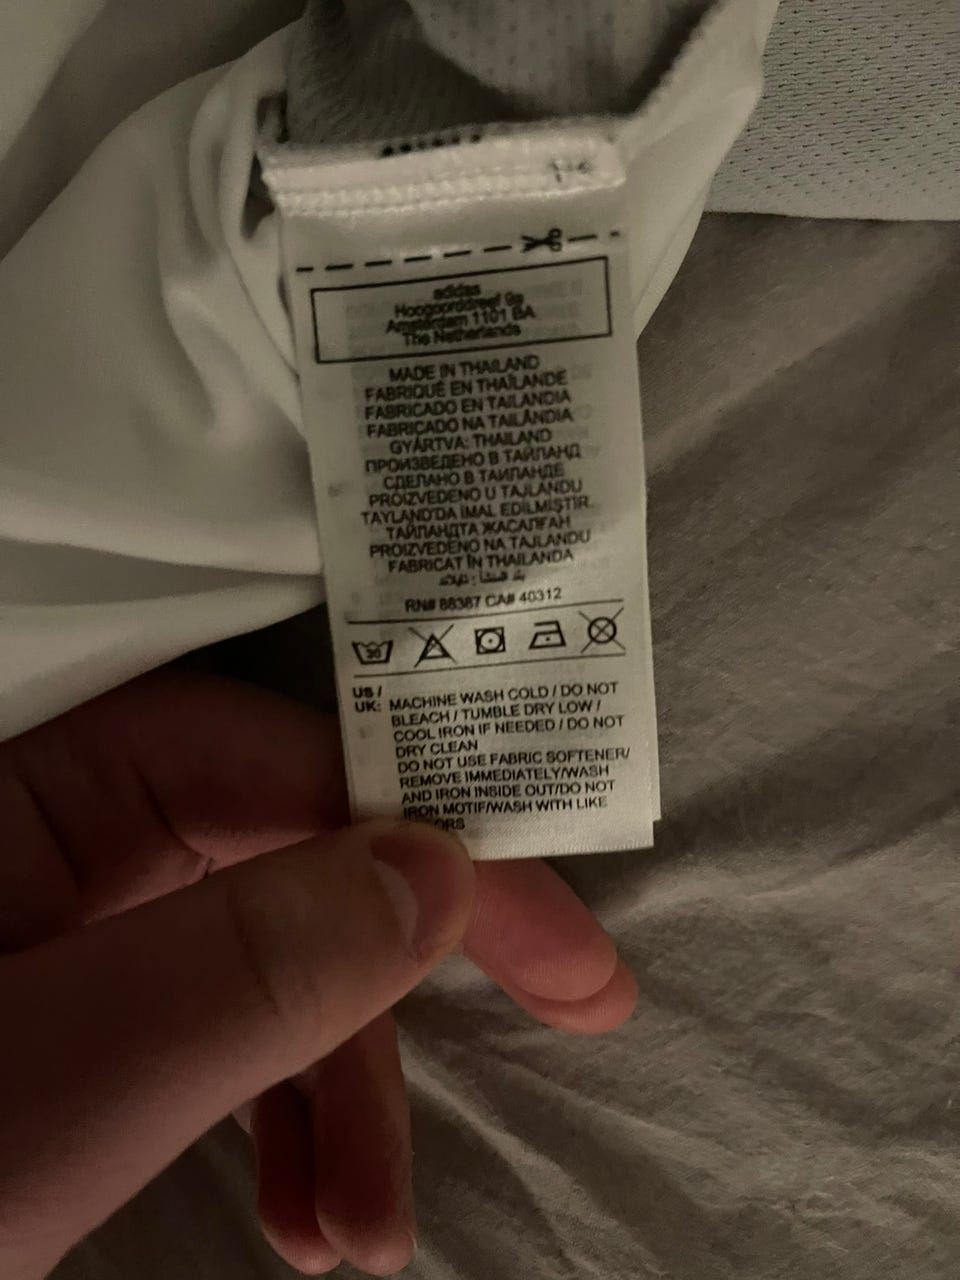 adidas
Hoogoorddreef 9a
Amsterdam 1101 BA
The Netherlands
MADE IN THAILAND
FABRIQUÉ EN THAÏLANDE
FABRICADO EN TAILANDIA
FABRICADO NA TAILÂNDIA
GYÁRTVA: THAILAND
ПРОИЗВЕДЕНО В ТАЙЛАНД
СДЕЛАНО В ТАИЛАНДЕ
PROIZVEDENO U TAJLANDU
TAYLAND'DA İMAL EDİLMİŞTİR
ТАЙЛАНДТА ЖАСАЛҒАН
PROIZVEDENO NA TAJLANDU
FABRICAT ÎN THAILANDA
بلد المنشأ : تايلاند
RN# 88387 CA# 40312
30
US / UK: MACHINE WASH COLD / DO NOT
BLEACH / TUMBLE DRY LOW /
COOL IRON IF NEEDED / DO NOT
DRY CLEAN
DO NOT USE FABRIC SOFTENER/
REMOVE IMMEDIATELY/WASH
AND IRON INSIDE OUT/DO NOT
IRON MOTIF/WASH WITH LIKE